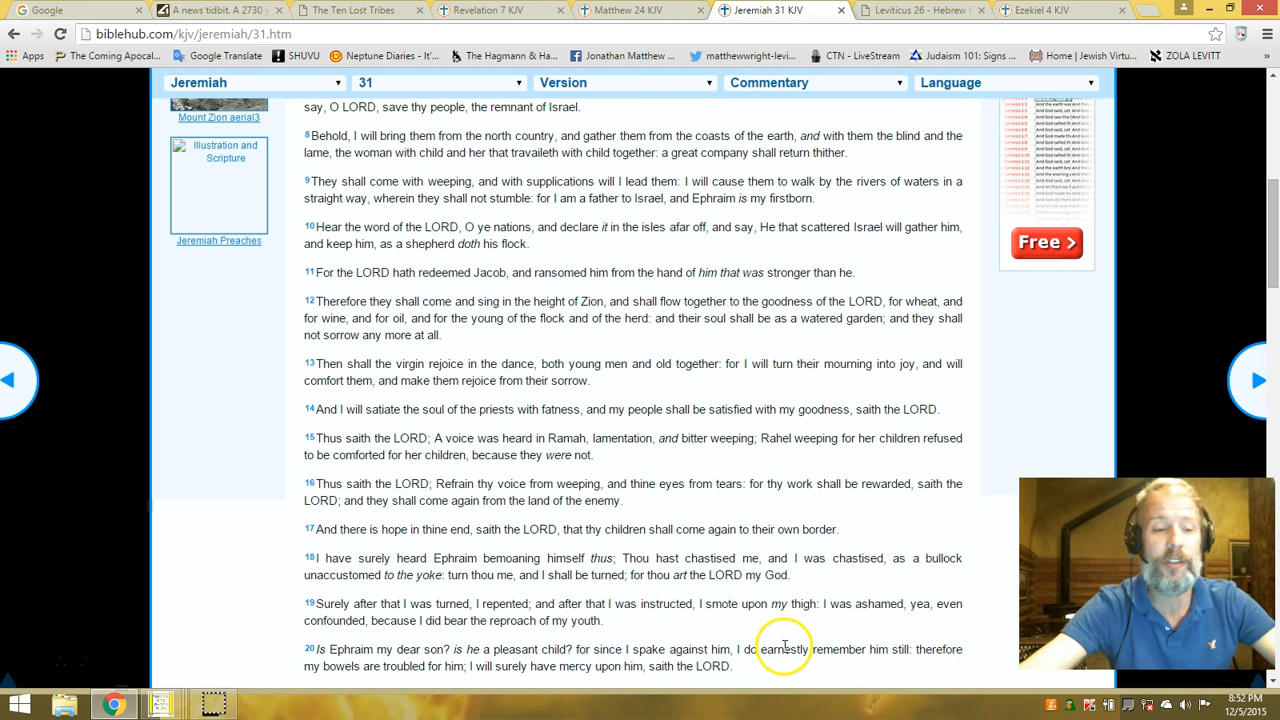 Google
A news tidbit. A 2730 y
The Ten Lost Tribes
Revelation 7 KJV
Matthew 24 KJV
Jeremiah 31 KJV
Leviticus 26 - Hebrew E
Ezekiel 4 KJV
biblehub.com/kjv/jeremiah/31.htm
Apps
The Coming Apocal...
SHUVU
Neptune Diaries - It'...
The Hagmann & Ha...
Jonathan Matthew ...
matthewwright-levi...
CTN - LiveStream
Judaism 101: Signs ...
Home | Jewish Virtu...
ZOLA LEVITT
Jeremiah
31
Version
Commentary
Language
Mount Zion aerial3
Illustration and
Scripture
Jeremiah Preaches
say, O LORD, save thy people, the remnant of Israel.
8 Behold, I will bring them from the north country, and gather them from the coasts of the earth, and with them the blind and the
with child and her that travaileth with child together: a great company shall return thither.
with weeping, and with supplications will I lead them: I will cause them to walk by the rivers of waters in a
straight way, wherein they shall not stumble: for I am a father to Israel, and Ephraim is my firstborn.
10 Hear the word of the LORD, O ye nations, and declare it in the isles afar off, and say, He that scattered Israel will gather him,
and keep him, as a shepherd doth his flock.
11 For the LORD hath redeemed Jacob, and ransomed him from the hand of him that was stronger than he.
12 Therefore they shall come and sing in the height of Zion, and shall flow together to the goodness of the LORD, for wheat, and
for wine, and for oil, and for the young of the flock and of the herd: and their soul shall be as a watered garden; and they shall
not sorrow any more at all.
13 Then shall the virgin rejoice in the dance, both young men and old together: for I will turn their mourning into joy, and will
comfort them, and make them rejoice from their sorrow.
14 And I will satiate the soul of the priests with fatness, and my people shall be satisfied with my goodness, saith the LORD.
15 Thus saith the LORD; A voice was heard in Ramah, lamentation, and bitter weeping; Rahel weeping for her children refused
to be comforted for her children, because they were not.
16 Thus saith the LORD; Refrain thy voice from weeping, and thine eyes from tears: for thy work shall be rewarded, saith the
LORD; and they shall come again from the land of the enemy.
17 And there is hope in thine end, saith the LORD, that thy children shall come again to their own border.
18 I have surely heard Ephraim bemoaning himself thus; Thou hast chastised me, and I was chastised, as a bullock
unaccustomed to the yoke: turn thou me, and I shall be turned; for thou art the LORD my God.
19 Surely after that I was turned, I repented; and after that I was instructed, I smote upon my thigh: I was ashamed, yea, even
confounded, because I did bear the reproach of my youth.
20 Is Ephraim my dear son? is he a pleasant child? for since I spake against him, I do earnestly remember him still: therefore
my bowels are troubled for him; I will surely have mercy upon him, saith the LORD.
Free >
8:52 PM
12/5/2015